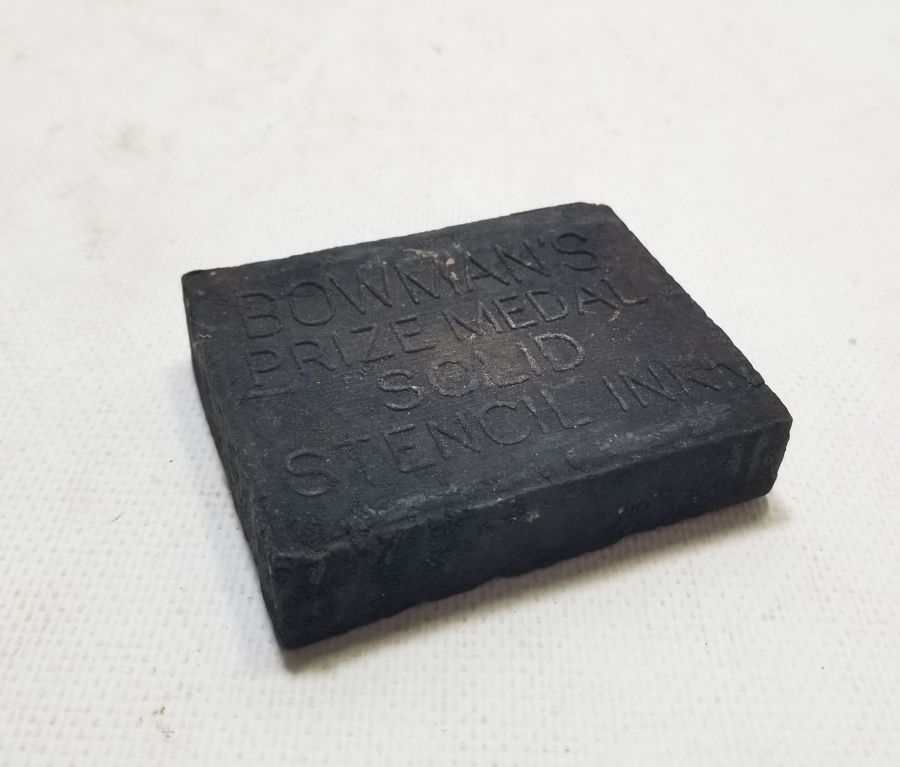 BOWMAN'S
PRIZE MEDAL
SOLID
STENCIL INK